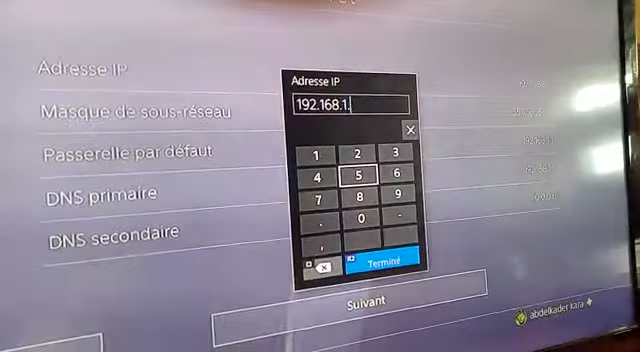 Adresse IP
Masque de sous-réseau
Passerelle par défaut
DNS primaire
DNS secondaire
Adresse IP
192.168.1.
1 2 3
4 5 6
7 8 9
. 0 -
,
R2 Terminé
Suivant
abdelkader kara